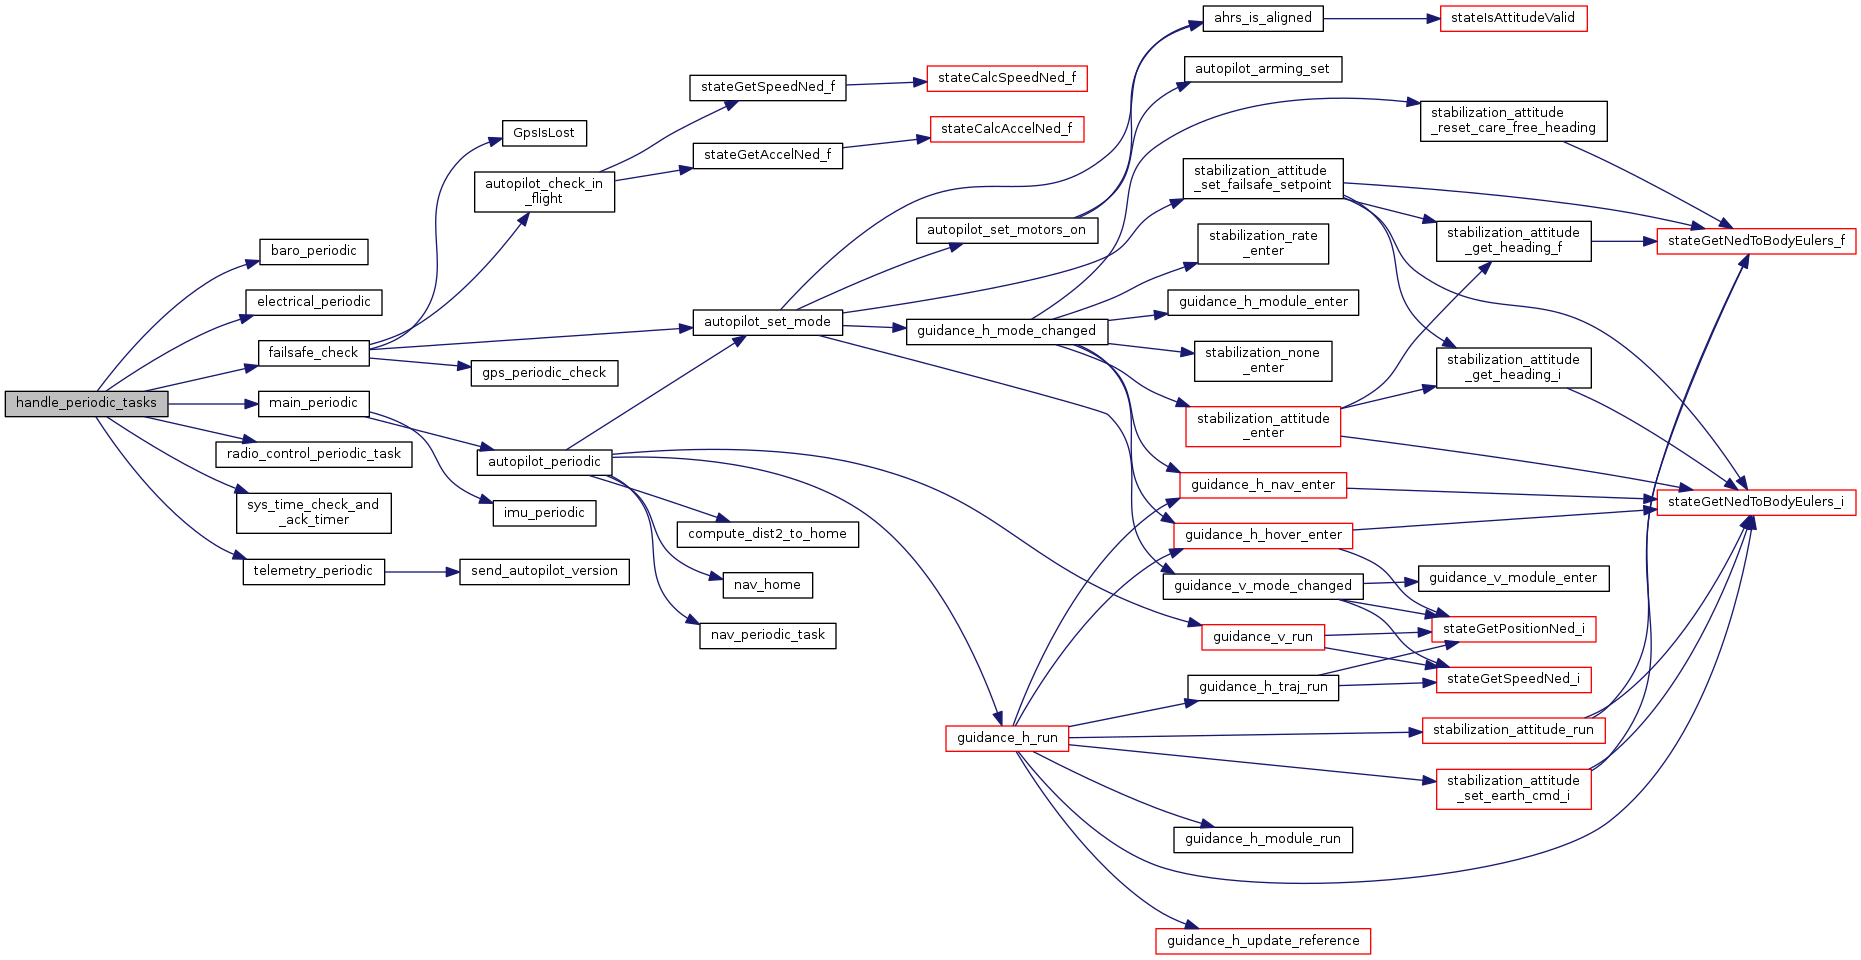 handle_periodic_tasks
baro_periodic
electrical_periodic
failsafe_check
main_periodic
radio_control_periodic_task
sys_time_check_and
_ack_timer
telemetry_periodic
GpsIsLost
autopilot_check_in
_flight
gps_periodic_check
autopilot_periodic
imu_periodic
send_autopilot_version
stateGetSpeedNed_f
stateGetAccelNed_f
autopilot_set_mode
compute_dist2_to_home
nav_home
nav_periodic_task
stateCalcSpeedNed_f
stateCalcAccelNed_f
autopilot_set_motors_on
guidance_h_mode_changed
guidance_h_run
ahrs_is_aligned
autopilot_arming_set
stabilization_attitude
_set_failsafe_setpoint
stabilization_rate
_enter
guidance_h_module_enter
stabilization_none
_enter
stabilization_attitude
_enter
guidance_h_nav_enter
guidance_h_hover_enter
guidance_v_mode_changed
guidance_v_run
guidance_h_traj_run
guidance_h_module_run
guidance_h_update_reference
stateIsAttitudeValid
stabilization_attitude
_reset_care_free_heading
stabilization_attitude
_get_heading_f
stabilization_attitude
_get_heading_i
guidance_v_module_enter
stateGetPositionNed_i
stateGetSpeedNed_i
stabilization_attitude_run
stabilization_attitude
_set_earth_cmd_i
stateGetNedToBodyEulers_f
stateGetNedToBodyEulers_i